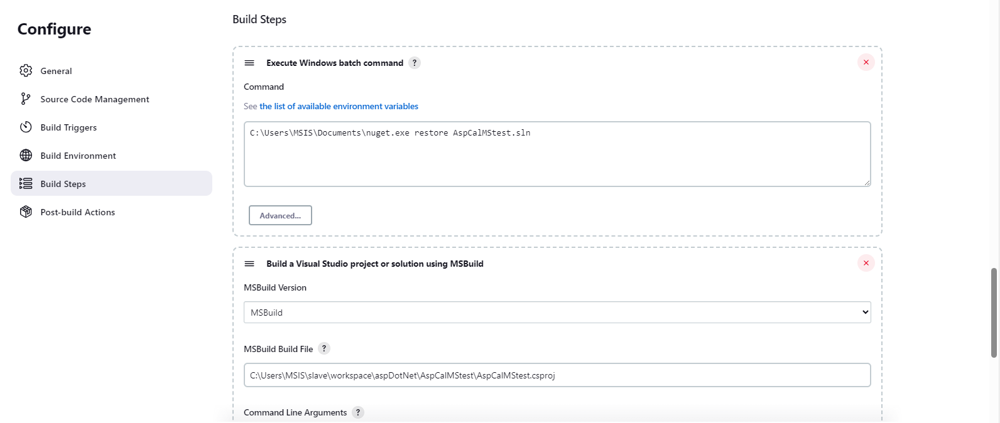 Configure
General
Source Code Management
Build Triggers
Build Environment
Build Steps
Post-build Actions
Build Steps
Execute Windows batch command ?
Command
See the list of available environment variables
C:\Users\MSIS\Documents\nuget.exe restore AspCalMStest.sln
Advanced...
Build a Visual Studio project or solution using MSBuild
MSBuild Version
MSBuild
MSBuild Build File ?
C:\Users\MSIS\slave\workspace\aspDotNet\AspCalMStest\AspCalMStest.csproj
Command Line Arguments ?